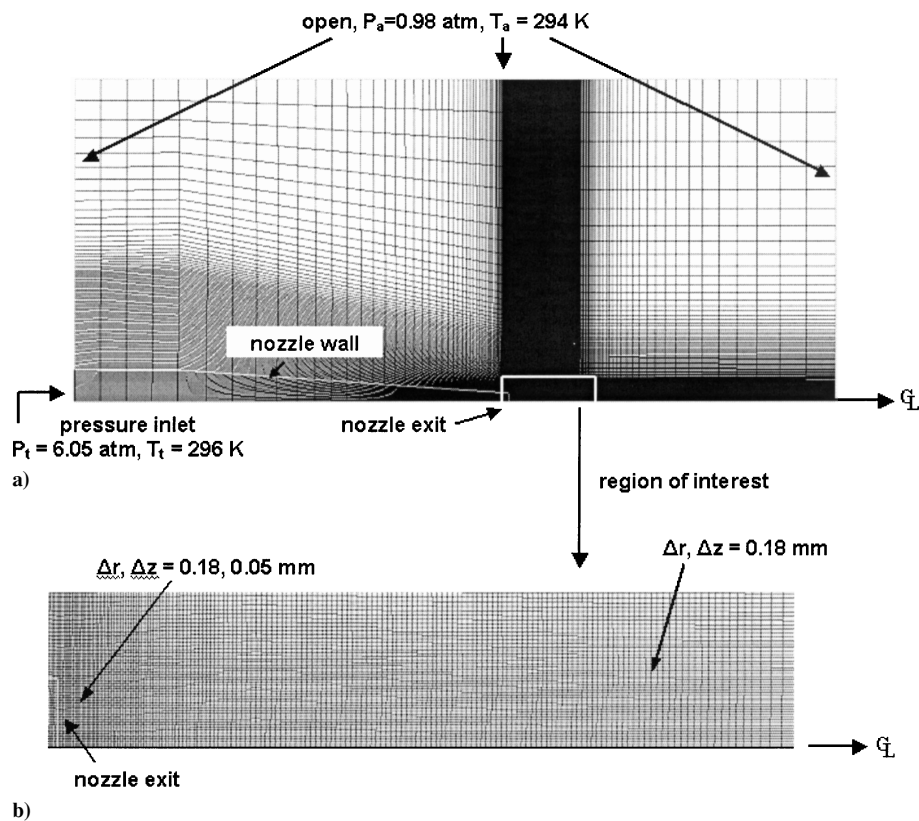 open, Pₐ=0.98 atm, Tₐ = 294 K
nozzle wall
pressure inlet
Pₜ = 6.05 atm, Tₜ = 296 K
nozzle exit
℄
a)
region of interest
Δr, Δz = 0.18, 0.05 mm
Δr, Δz = 0.18 mm
nozzle exit
℄
b)